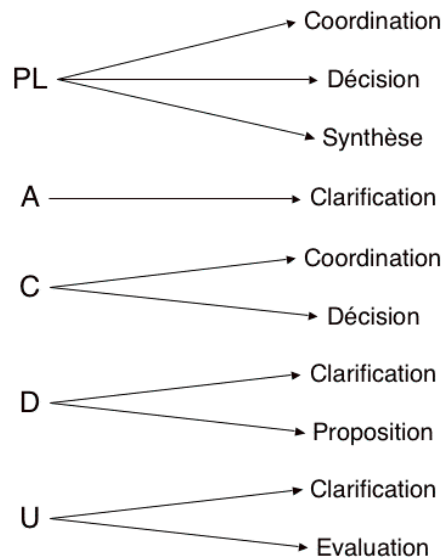 Coordination
PL
Décision
Synthèse
A
Clarification
Coordination
C
Décision
Clarification
D
Proposition
Clarification
U
Evaluation